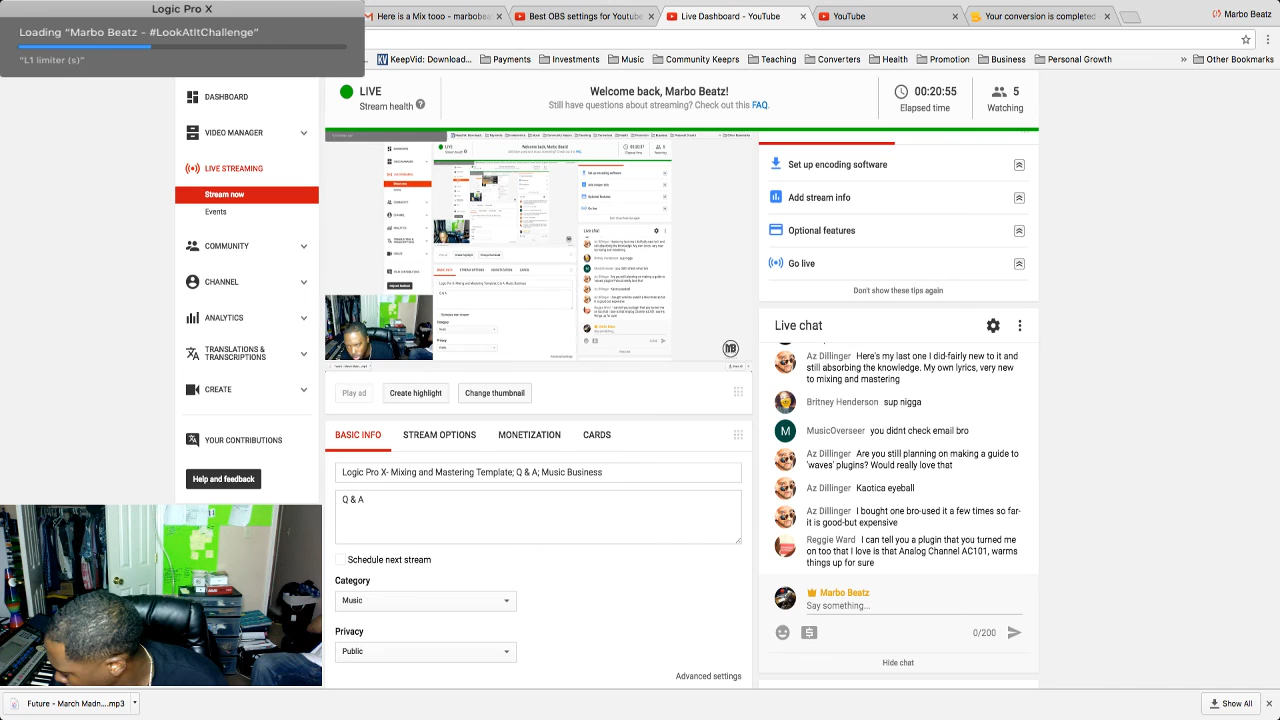 Logic Pro X
Loading “Marbo Beatz - #LookAtItChallenge”
"L1 limiter (s)"
Here is a Mix tooo - mobobeatz
Best OBS settings for Youtube
Live Dashboard - YouTube
YouTube
Your conversion is completed
Marbo Beatz
KeepVid: Download...
Payments
Investments
Music
Community Keeprs
Teaching
Converters
Health
Promotion
Business
Personal Growth
»
Other Bookmarks
DASHBOARD
VIDEO MANAGER
LIVE STREAMING
Stream now
Events
COMMUNITY
CHANNEL
ANALYTICS
TRANSLATIONS &
TRANSCRIPTIONS
CREATE
YOUR CONTRIBUTIONS
Help and feedback
LIVE
Stream health
Welcome back, Marbo Beatz!
Still have questions about streaming? Check out this FAQ.
00:20:55
Elapsed time
5
Watching
MB
Play ad
Create highlight
Change thumbnail
BASIC INFO
STREAM OPTIONS
MONETIZATION
CARDS
Logic Pro X- Mixing and Mastering Template; Q & A; Music Business
Q & A
Schedule next stream
Category
Music
Privacy
Public
Advanced settings
Set up encoding software
Add stream info
Optional features
Go live
Don't show these tips again
Live chat
Az Dillinger Here's my last one I did fairly new to it and
still absorbing the knowledge. My own lyrics, very new
to mixing and mastering
Britney Henderson sup nigga
M
MusicOverseer you didnt check email bro
Az Dillinger Are you still planning on making a guide to
'waves' plugins? Would really love that
Az Dillinger Kaotica eyeball
Az Dillinger I bought one bro-used it a few times so far-
it is good-but expensive
Reggie Ward I can tell you a plugin that you turned me
on too that I love is that Analog Channel AC101, warms
things up for sure
Marbo Beatz
Say something...
0/200
Hide chat
Future - March Madn....mp3
Show All